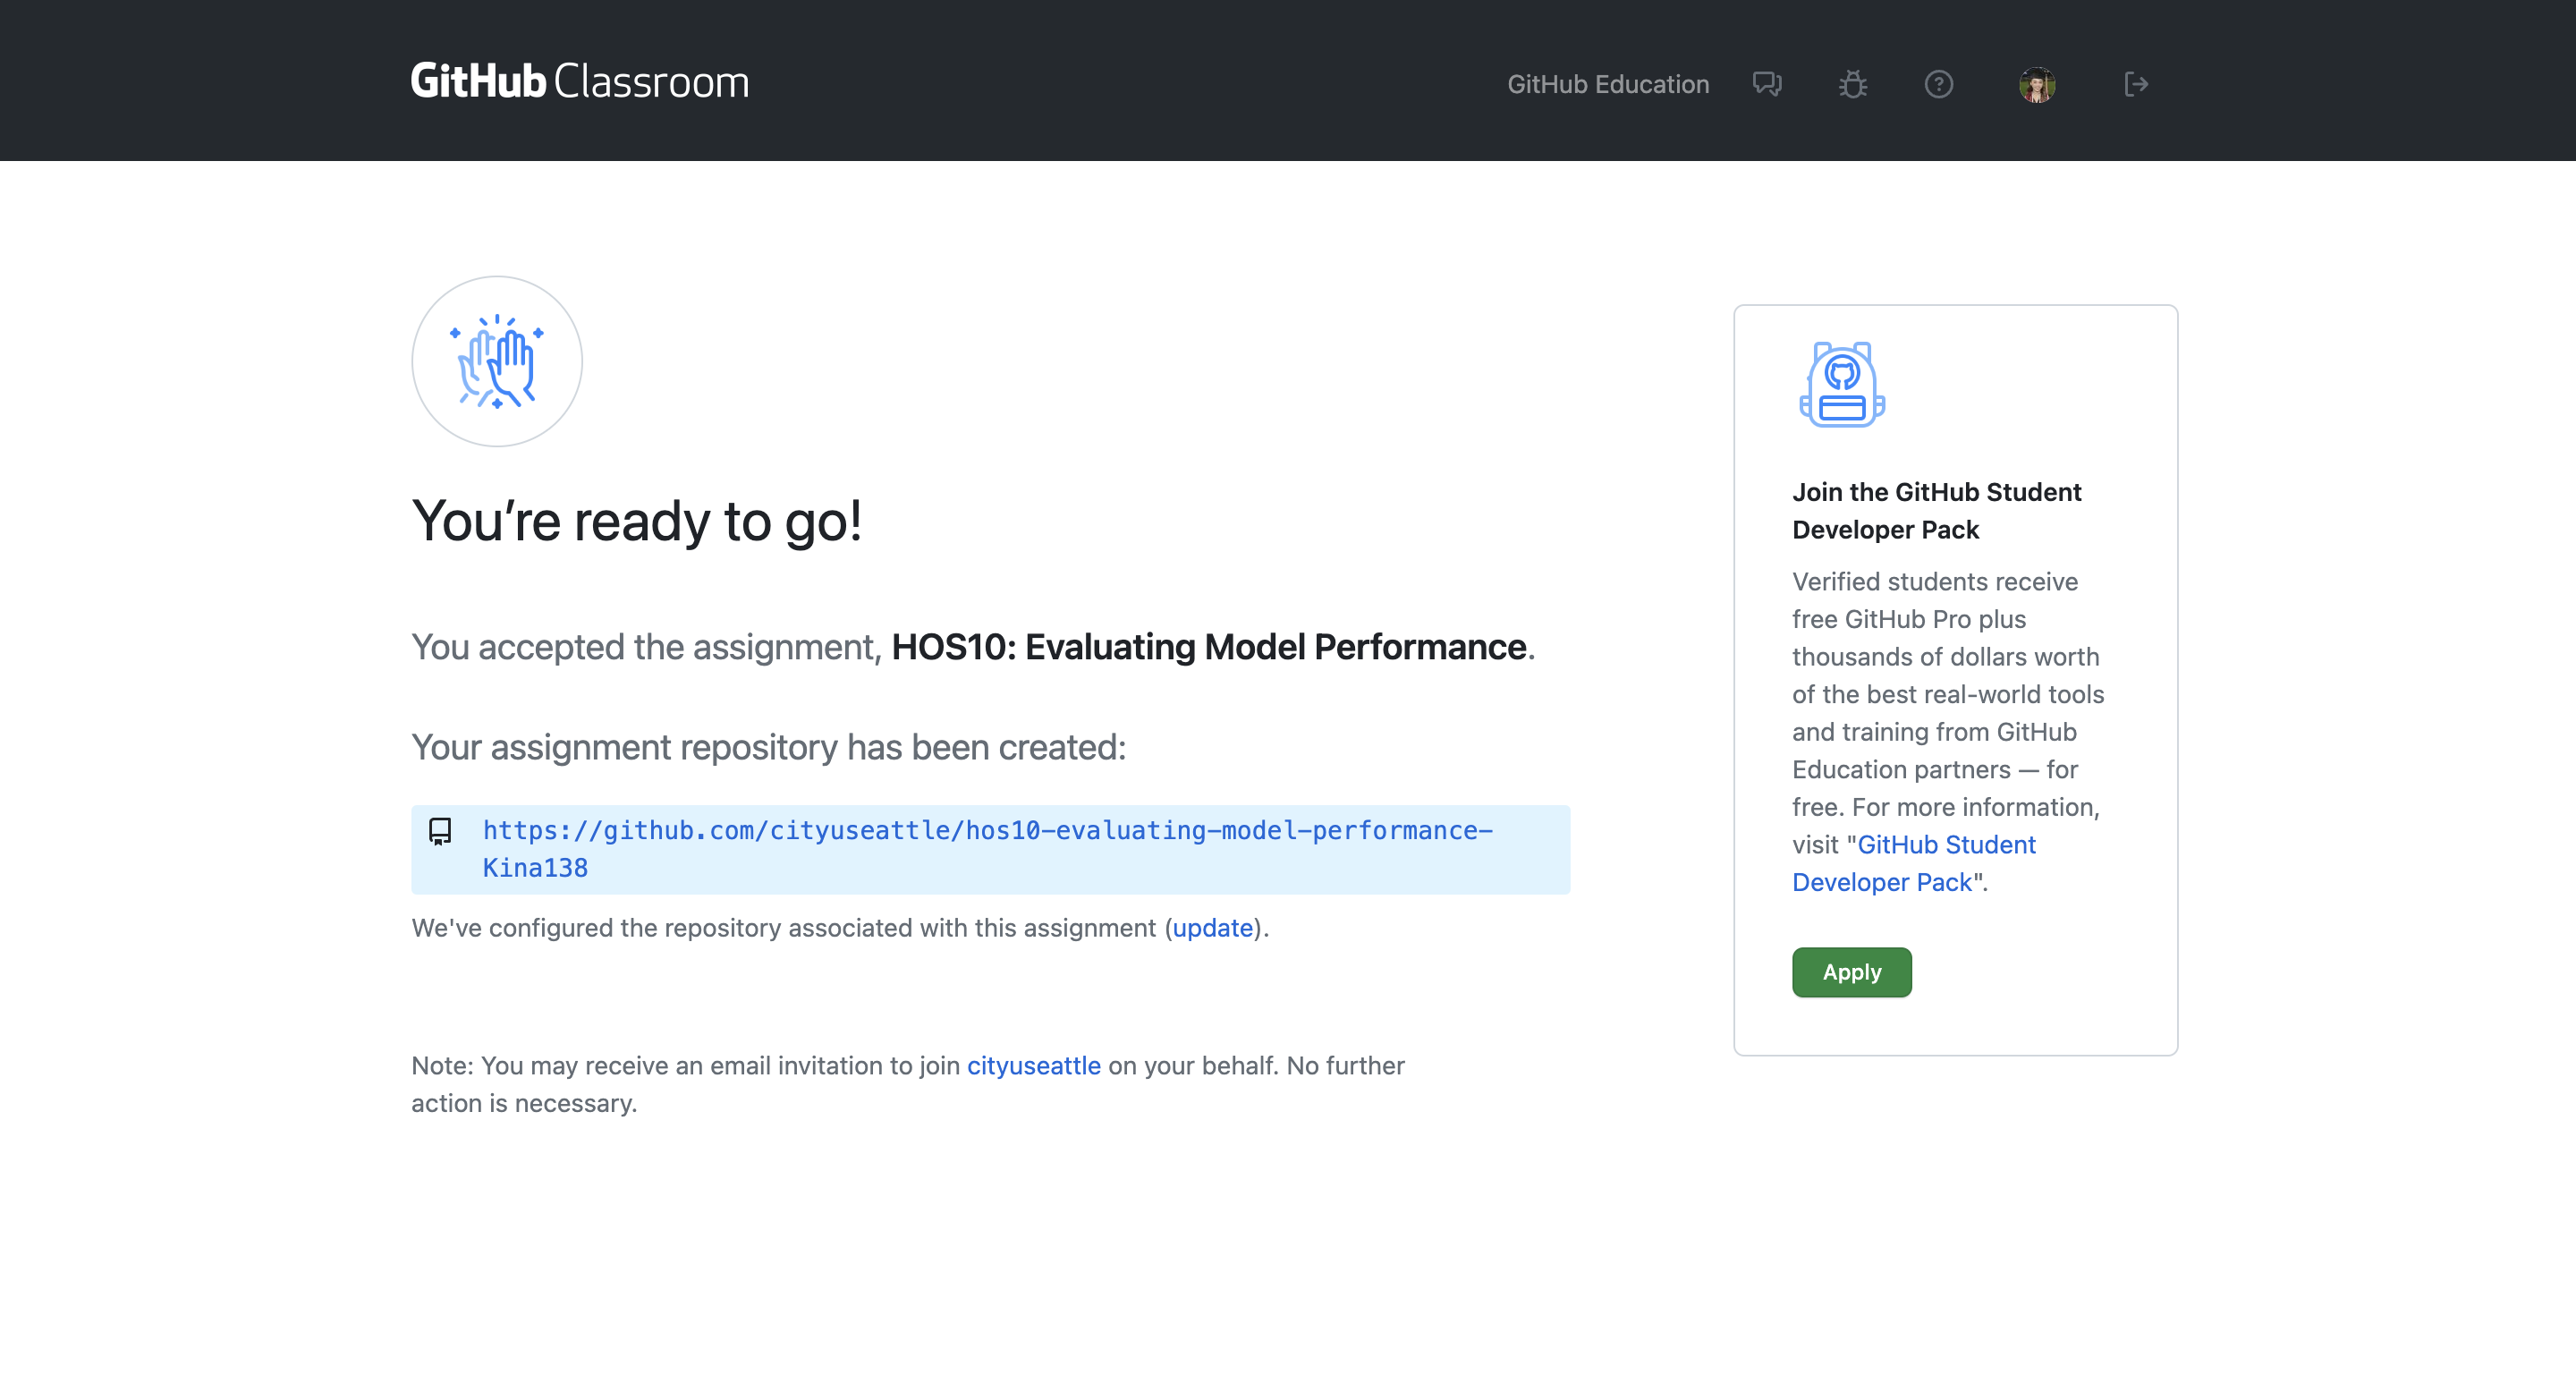 GitHub Classroom
GitHub Education
You’re ready to go!
You accepted the assignment, HOS10: Evaluating Model Performance.
Your assignment repository has been created:
https://github.com/cityuseattle/hos10-evaluating-model-performance-
Kina138
We've configured the repository associated with this assignment (update).
Note: You may receive an email invitation to join cityuseattle on your behalf. No further
action is necessary.
Join the GitHub Student
Developer Pack
Verified students receive
free GitHub Pro plus
thousands of dollars worth
of the best real-world tools
and training from GitHub
Education partners — for
free. For more information,
visit "GitHub Student
Developer Pack".
Apply